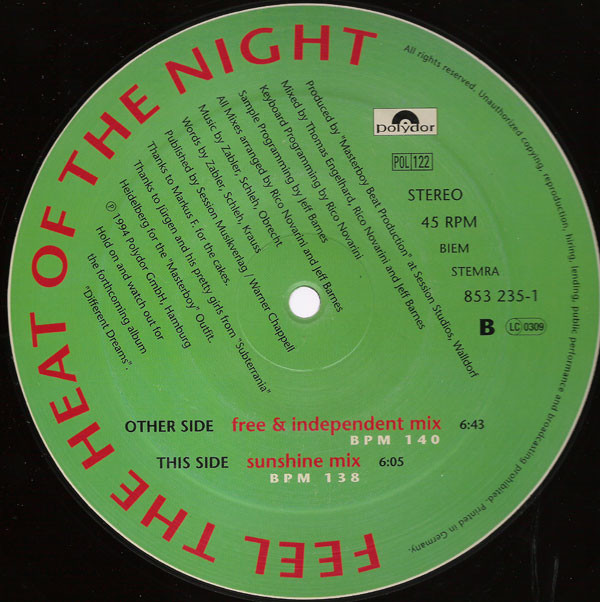 FEEL THE HEAT OF THE NIGHT
All rights reserved. Unauthorized copying, reproduction, hiring, lending, public performance and broadcasting prohibited. Printed in Germany.
polydor
POL 122
STEREO
45 RPM
BIEM
STEMRA
853 235-1
B
LC 0309
Produced by "Masterboy Beat Production" at Session Studios, Walldorf
Mixed by Thomas Engelhard, Rico Novarini and Jeff Barnes
Keyboard Programming by Rico Novarini
Sample Programming by Jeff Barnes
All Mixes arranged by Rico Novarini and Jeff Barnes
Music by Zabler, Schleh, Obrecht
Words by Zabler, Schleh, Krauss
Published by Session Musikverlag / Warner Chappell
Thanks to Markus F. for the cakes.
Thanks to Jürgen and his pretty girls from "Subterrania"
Heidelberg for the "Masterboy" Outfit.
℗ 1994 Polydor GmbH, Hamburg
Hold on and watch out for
the forthcoming album
"Different Dreams".
OTHER SIDE free & independent mix 6:43
BPM 140
THIS SIDE sunshine mix 6:05
BPM 138